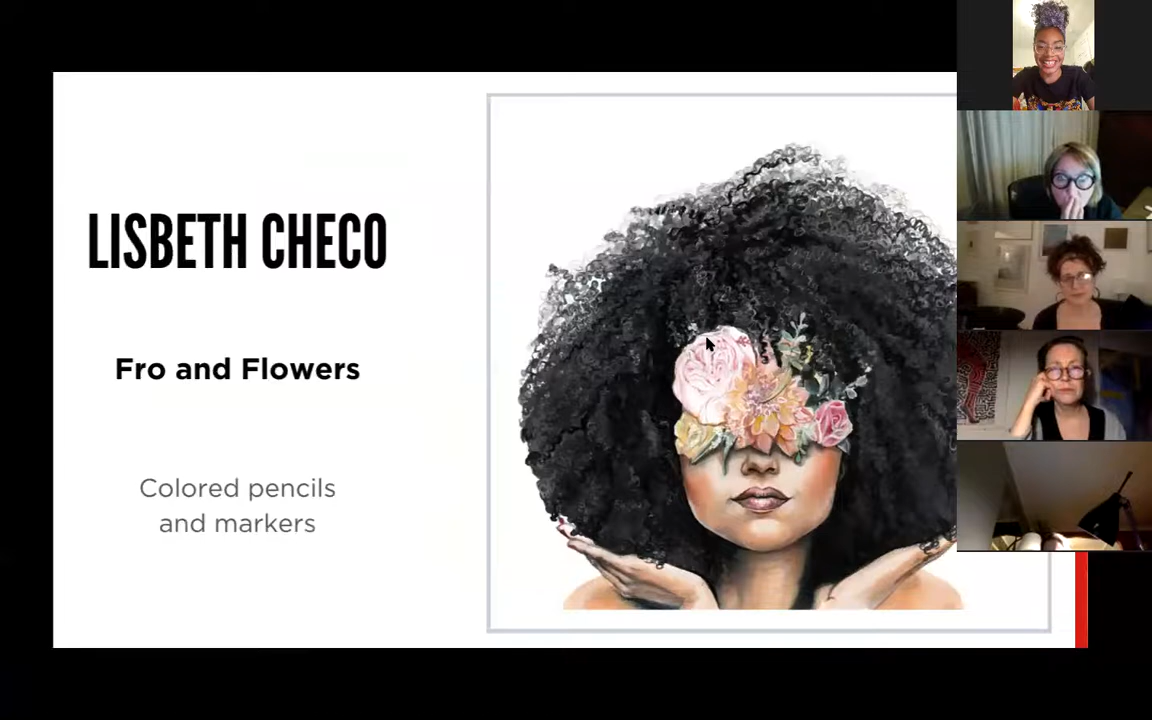 LISBETH CHECO
Fro and Flowers
Colored pencils
and markers